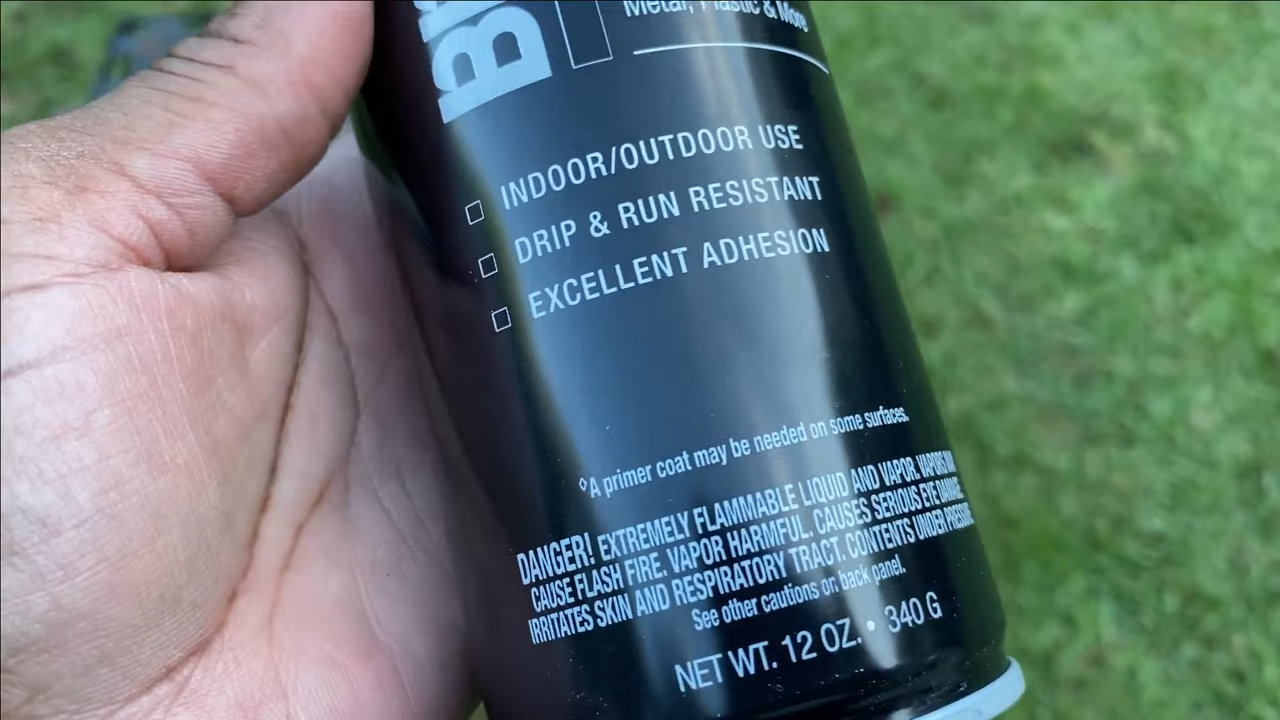 Metal, Plastic & More
INDOOR/OUTDOOR USE
DRIP & RUN RESISTANT
EXCELLENT ADHESION
◊A primer coat may be needed on some surfaces.
DANGER! EXTREMELY FLAMMABLE LIQUID AND VAPOR. VAPORS MAY
CAUSE FLASH FIRE. VAPOR HARMFUL. CAUSES SERIOUS EYE DAMAGE.
IRRITATES SKIN AND RESPIRATORY TRACT. CONTENTS UNDER PRESSURE.
See other cautions on back panel.
NET WT. 12 OZ. • 340 G